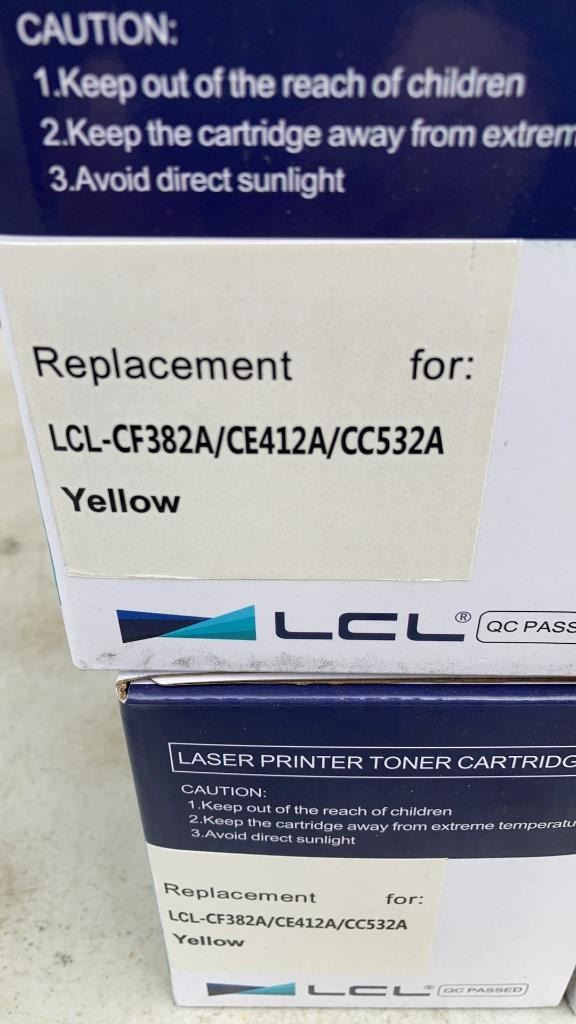 CAUTION:
1.Keep out of the reach of children
2.Keep the cartridge away from
3.Avoid direct sunlight
Replacement for:
LCL-CF382A/CE412A/CC532A
Yellow
LCL®
QC PASS
LASER PRINTER TONER CARTRIDG
CAUTION:
1.Keep out of the reach of children
2.Keep the cartridge away from extreme temperatu
3.Avoid direct sunlight
Replacement for:
LCL-CF382A/CE412A/CC532A
Yellow
LCL®
QC PASSED